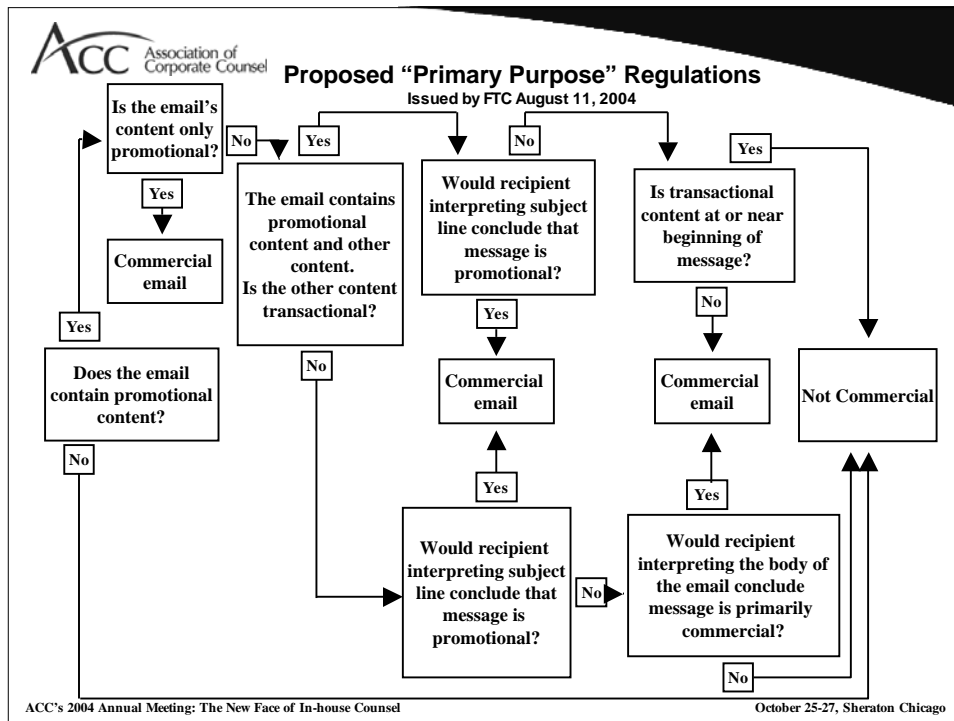 ACC Association of
Corporate Counsel
Proposed “Primary Purpose” Regulations
Issued by FTC August 11, 2004
Is the email's
content only
promotional?
No
Yes
Commercial
email
Yes
Does the email
contain promotional
content?
No
The email contains
promotional
content and other
content.
Is the other content
transactional?
Yes
No
Would recipient
interpreting subject
line conclude that
message is
promotional?
No
Yes
Commercial
email
Yes
Would recipient
interpreting subject
line conclude that
message is
promotional?
No
Is transactional
content at or near
beginning of
message?
Yes
No
Commercial
email
Yes
Would recipient
interpreting the body of
the email conclude
message is primarily
commercial?
No
Not Commercial
ACC's 2004 Annual Meeting: The New Face of In-house Counsel
October 25-27, Sheraton Chicago